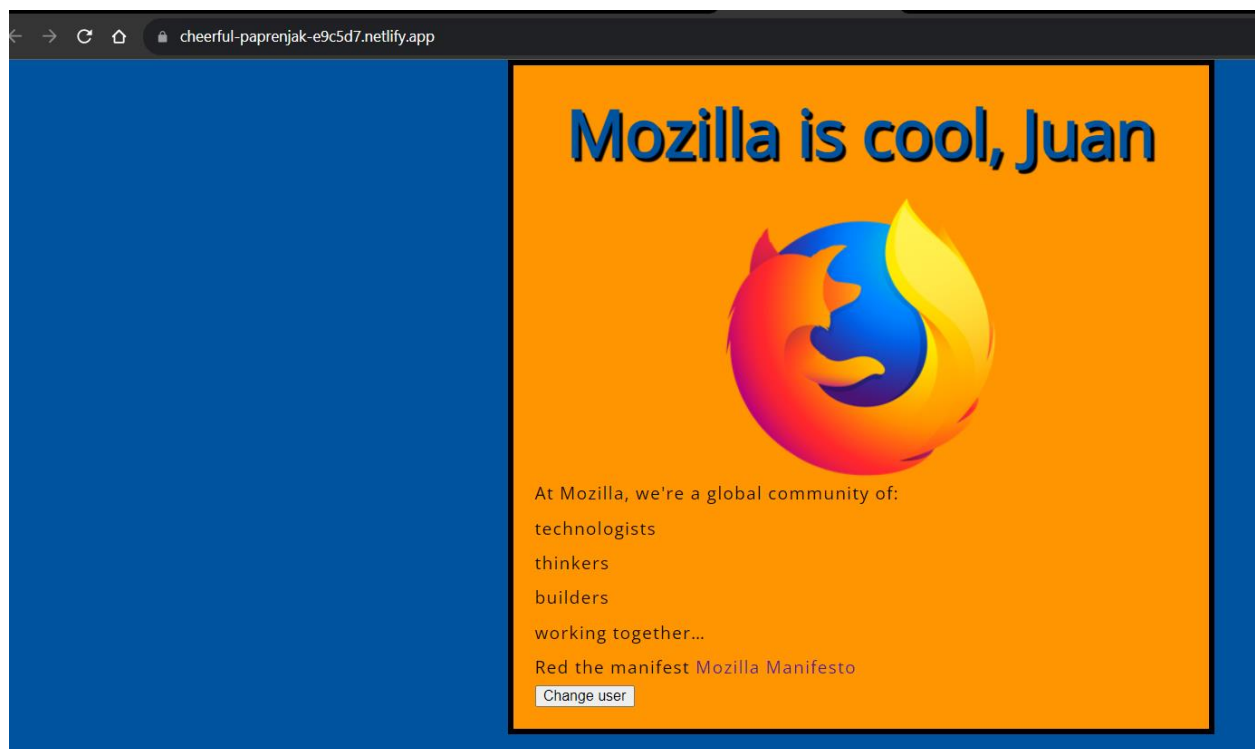 cheerful-paprenjak-e9c5d7.netlify.app
Mozilla is cool, Juan
At Mozilla, we're a global community of:
technologists
thinkers
builders
working together…
Red the manifest Mozilla Manifesto
Change user